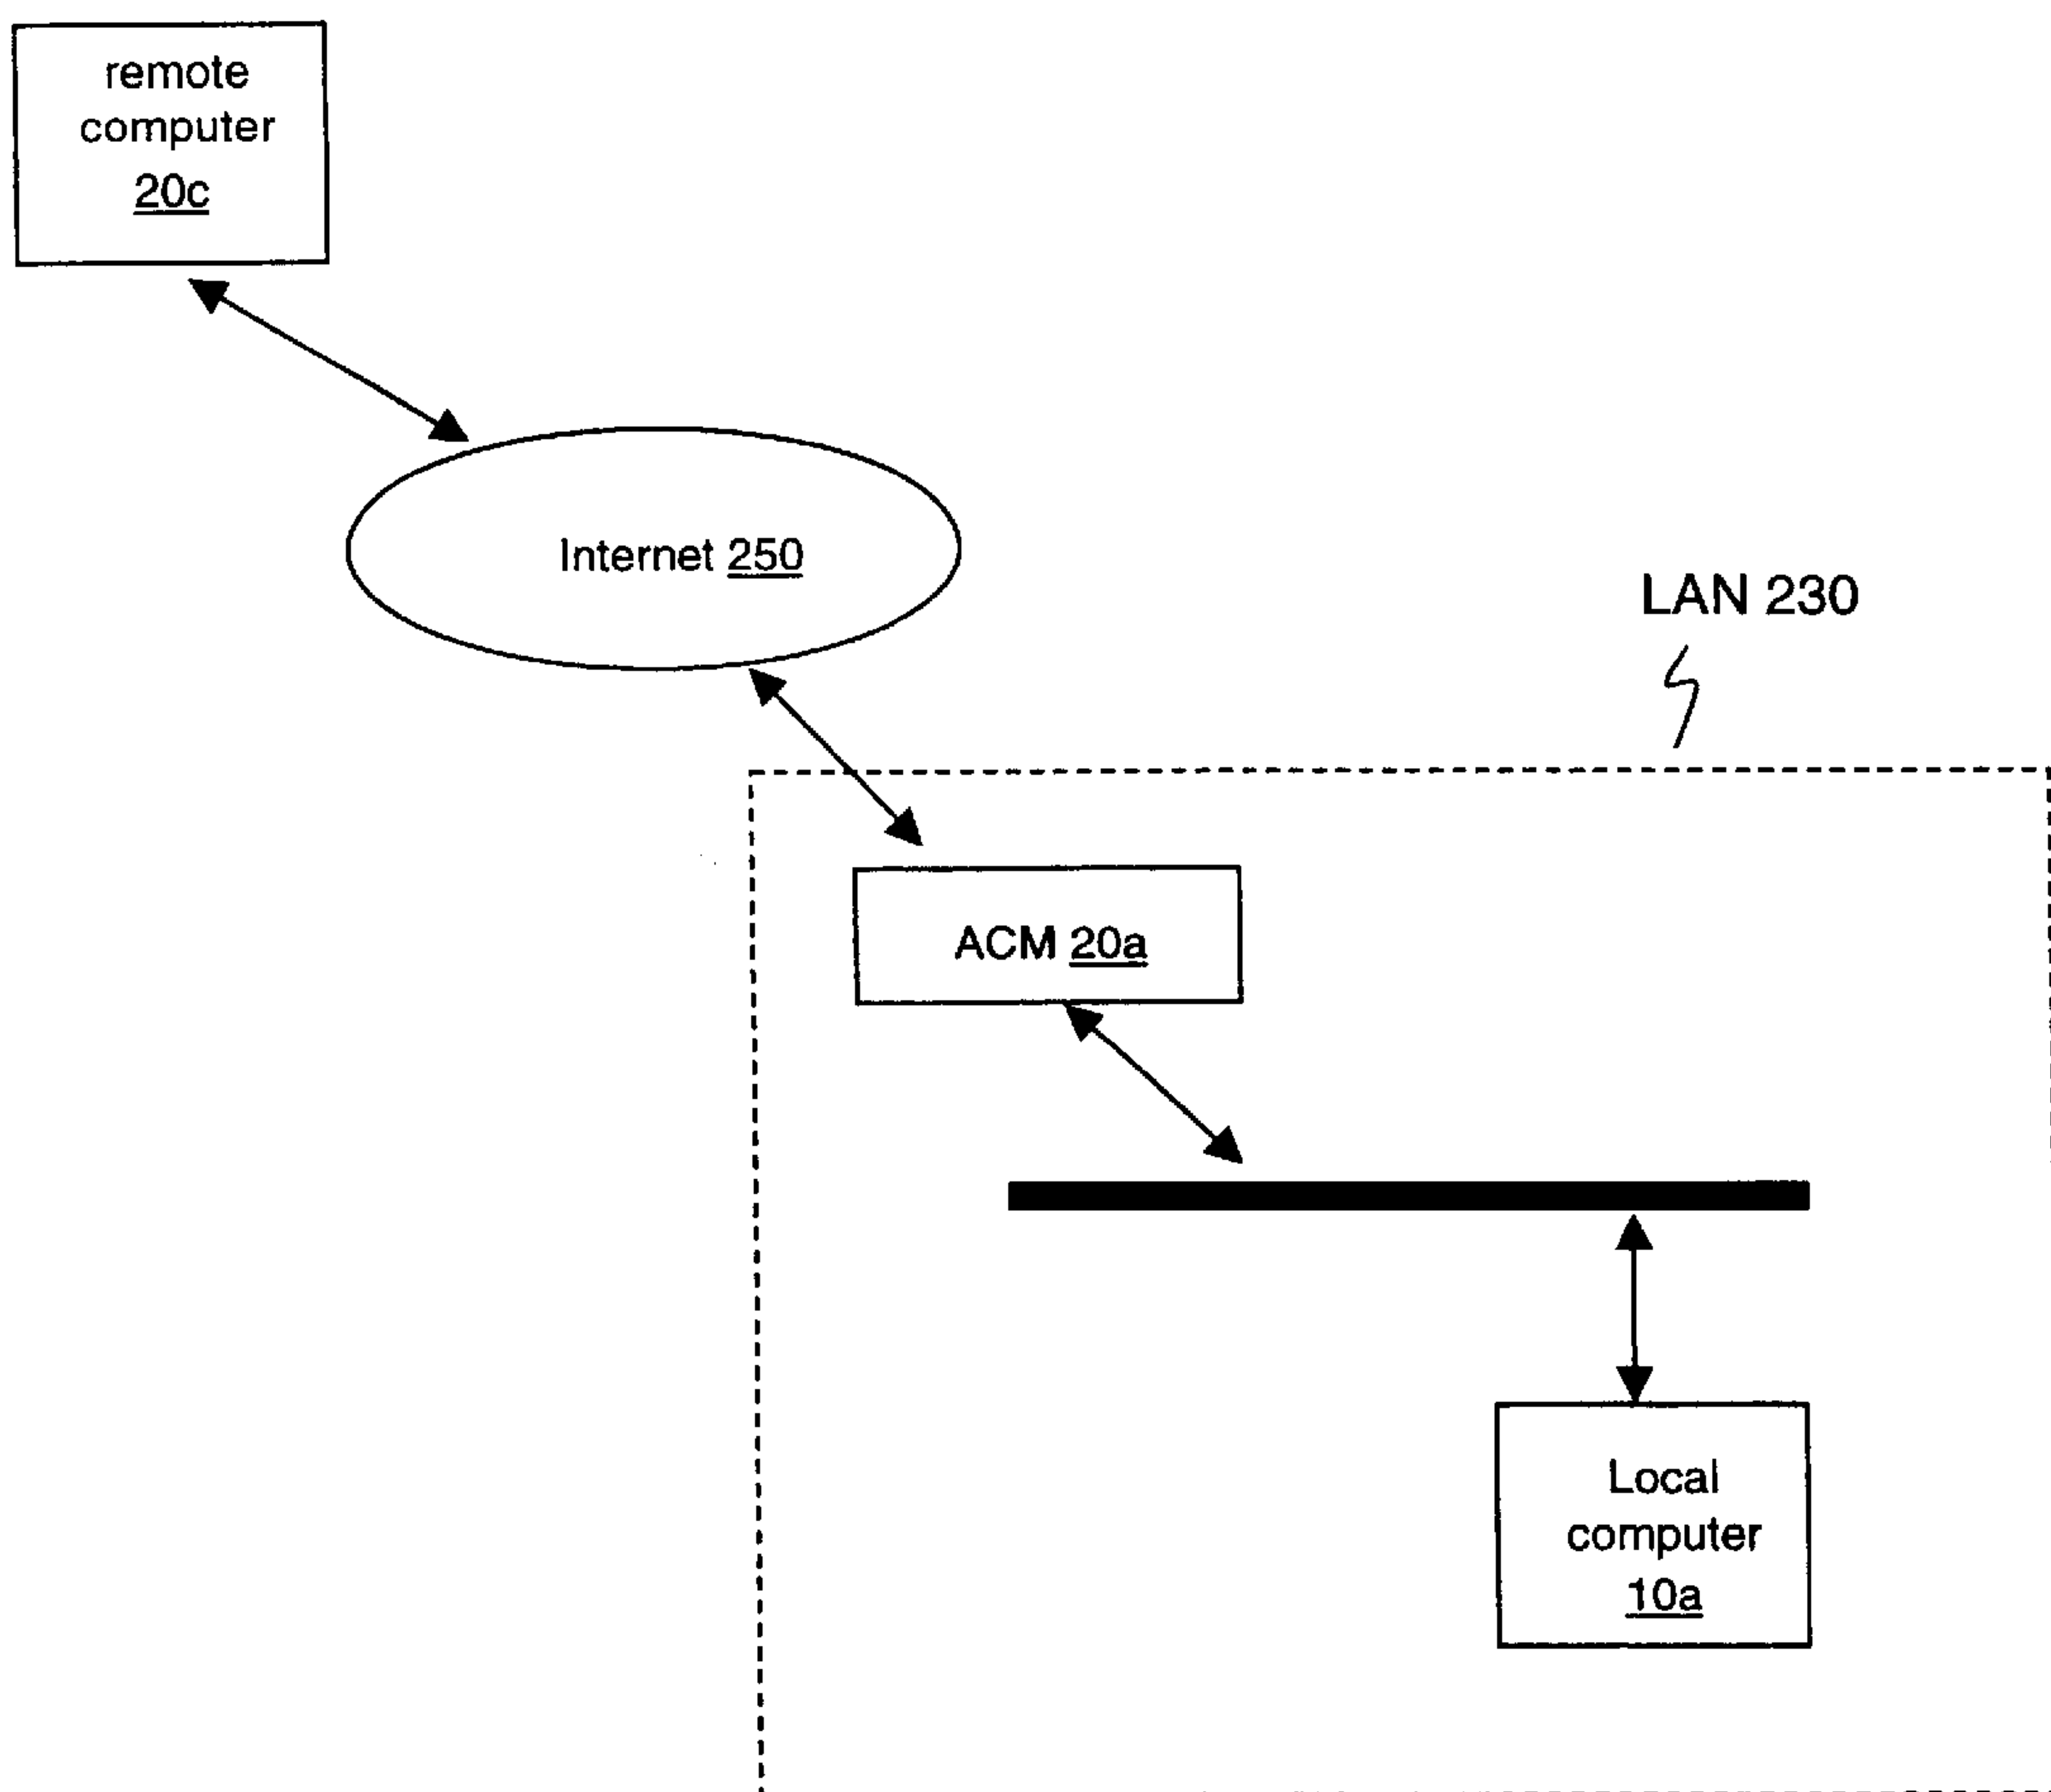 remote
computer
20c
Internet 250
LAN 230
ACM 20a
Local
computer
10a